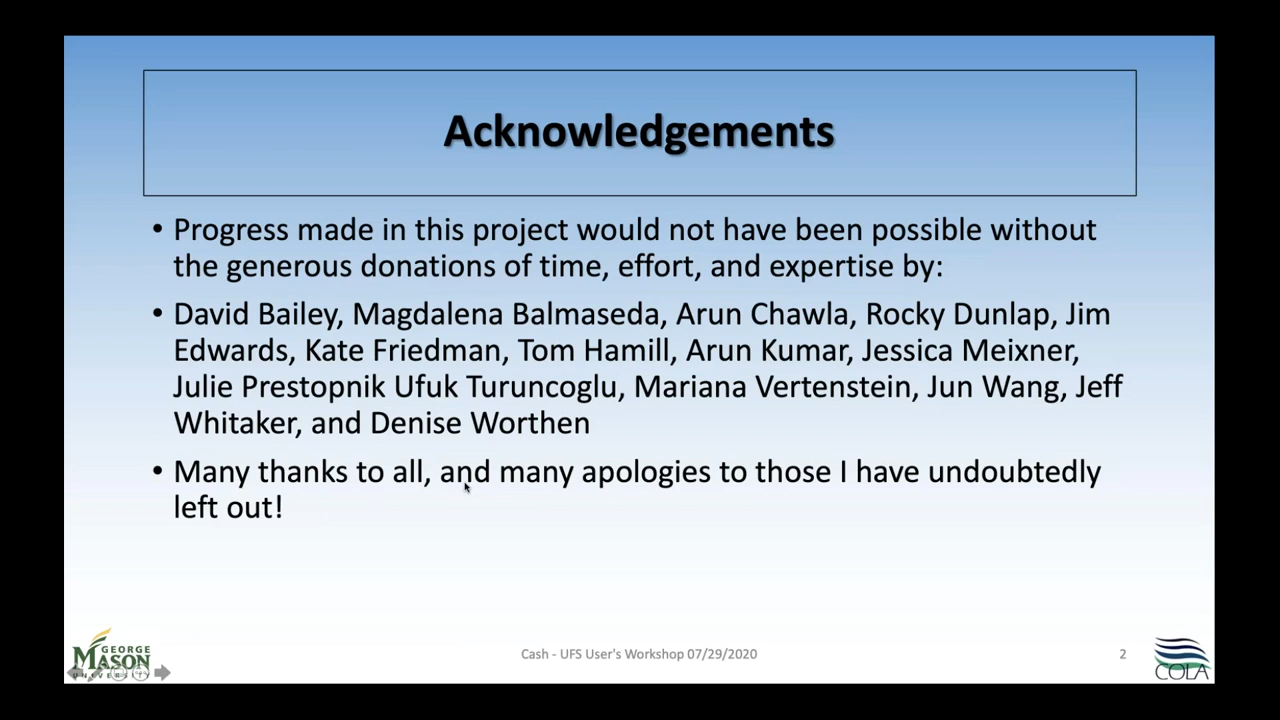 Acknowledgements
• Progress made in this project would not have been possible without
the generous donations of time, effort, and expertise by:
• David Bailey, Magdalena Balmaseda, Arun Chawla, Rocky Dunlap, Jim
Edwards, Kate Friedman, Tom Hamill, Arun Kumar, Jessica Meixner,
Julie Prestopnik Ufuk Turuncoglu, Mariana Vertenstein, Jun Wang, Jeff
Whitaker, and Denise Worthen
• Many thanks to all, and many apologies to those I have undoubtedly
left out!
GEORGE
MASON
UNIVERSITY
Cash - UFS User's Workshop 07/29/2020
2
COLA